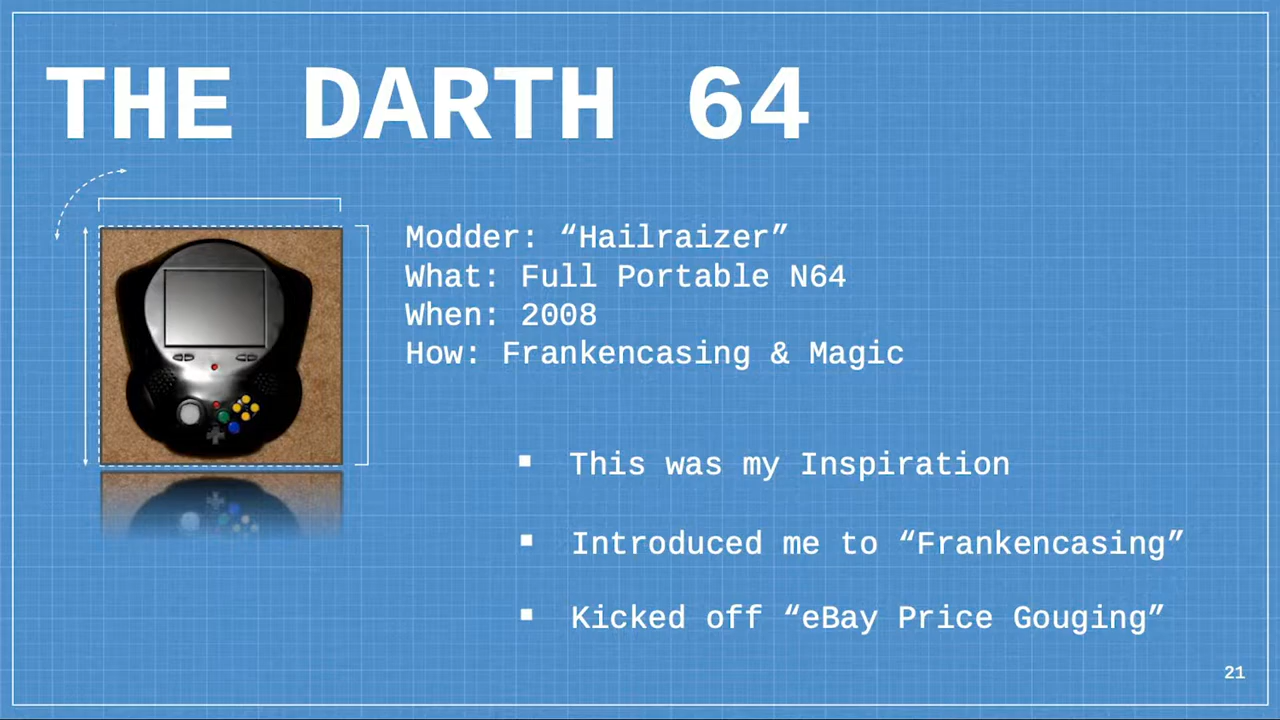 THE DARTH 64
Modder: “Hailraizer”
What: Full Portable N64
When: 2008
How: Frankencasing & Magic
▪ This was my Inspiration
▪ Introduced me to “Frankencasing”
▪ Kicked off “eBay Price Gouging”
21